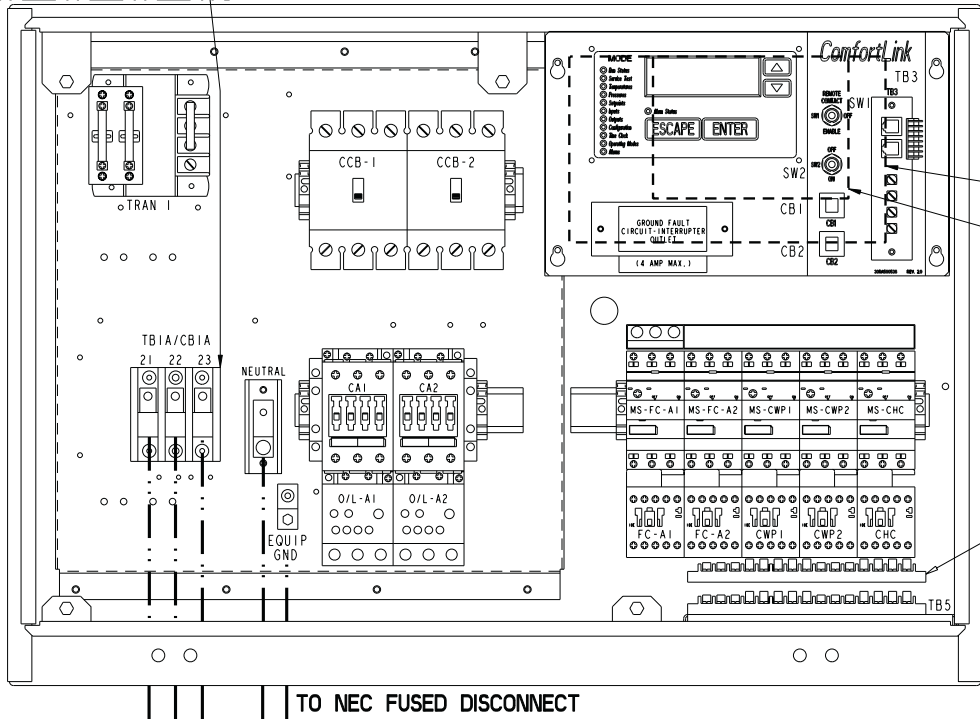 ComfortLink
MODE
Run Status
Service Test
Temperatures
Pressures
Setpoints
Inputs
Outputs
Configuration
Time Clock
Operating Modes
Alarms
Alarm Status
ESCAPE
ENTER
TB3
TB3
REMOTE
CONTACT
SW1
SW1
OFF
ENABLE
OFF
SW2
SW2
ON
CB1
CB1
CB2
CB2
GROUND FAULT
CIRCUIT-INTERRUPTER
OUTLET
(4 AMP MAX.)
REV. 2.0
CCB-1
CCB-2
TRAN 1
TB1A/CB1A
21 22 23
NEUTRAL
EQUIP
GND
CA1
CA2
O/L-A1
O/L-A2
MS-FC-A1
MS-FC-A2
MS-CWP1
MS-CWP2
MS-CHC
FC-A1
FC-A2
CWP1
CWP2
CHC
TB5
TO NEC FUSED DISCONNECT